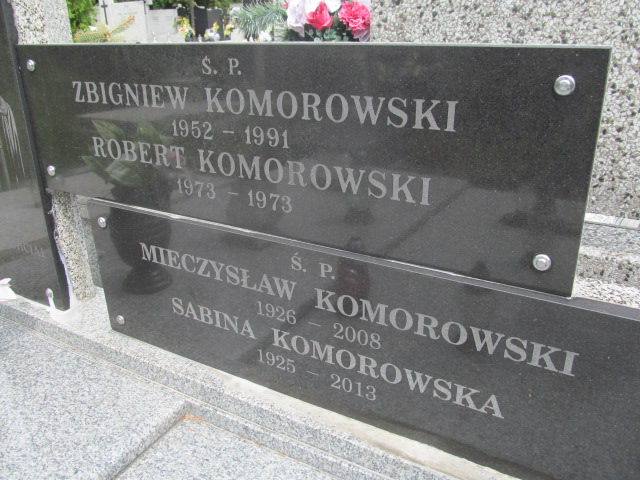 Ś. P.
ZBIGNIEW KOMOROWSKI
1952 - 1991
ROBERT KOMOROWSKI
1973 - 1973
Ś. P.
MIECZYSŁAW KOMOROWSKI
1926 - 2008
SABINA KOMOROWSKA
1925 - 2013